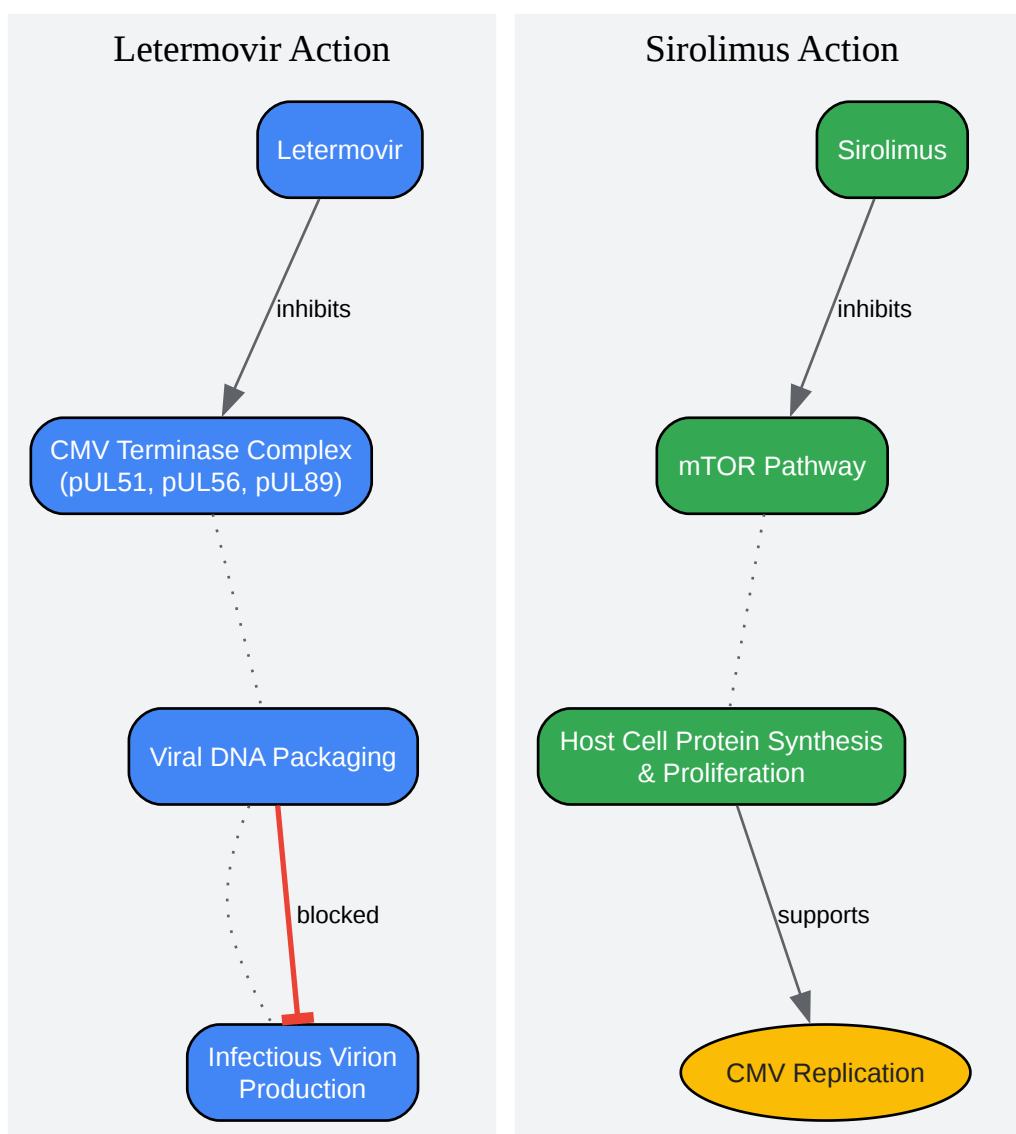 Letermovir Action
Letermovir
inhibits
CMV Terminase Complex
(pUL51, pUL56, pUL89)
Viral DNA Packaging
blocked
Infectious Virion
Production
Sirolimus Action
Sirolimus
inhibits
mTOR Pathway
Host Cell Protein Synthesis
& Proliferation
supports
CMV Replication